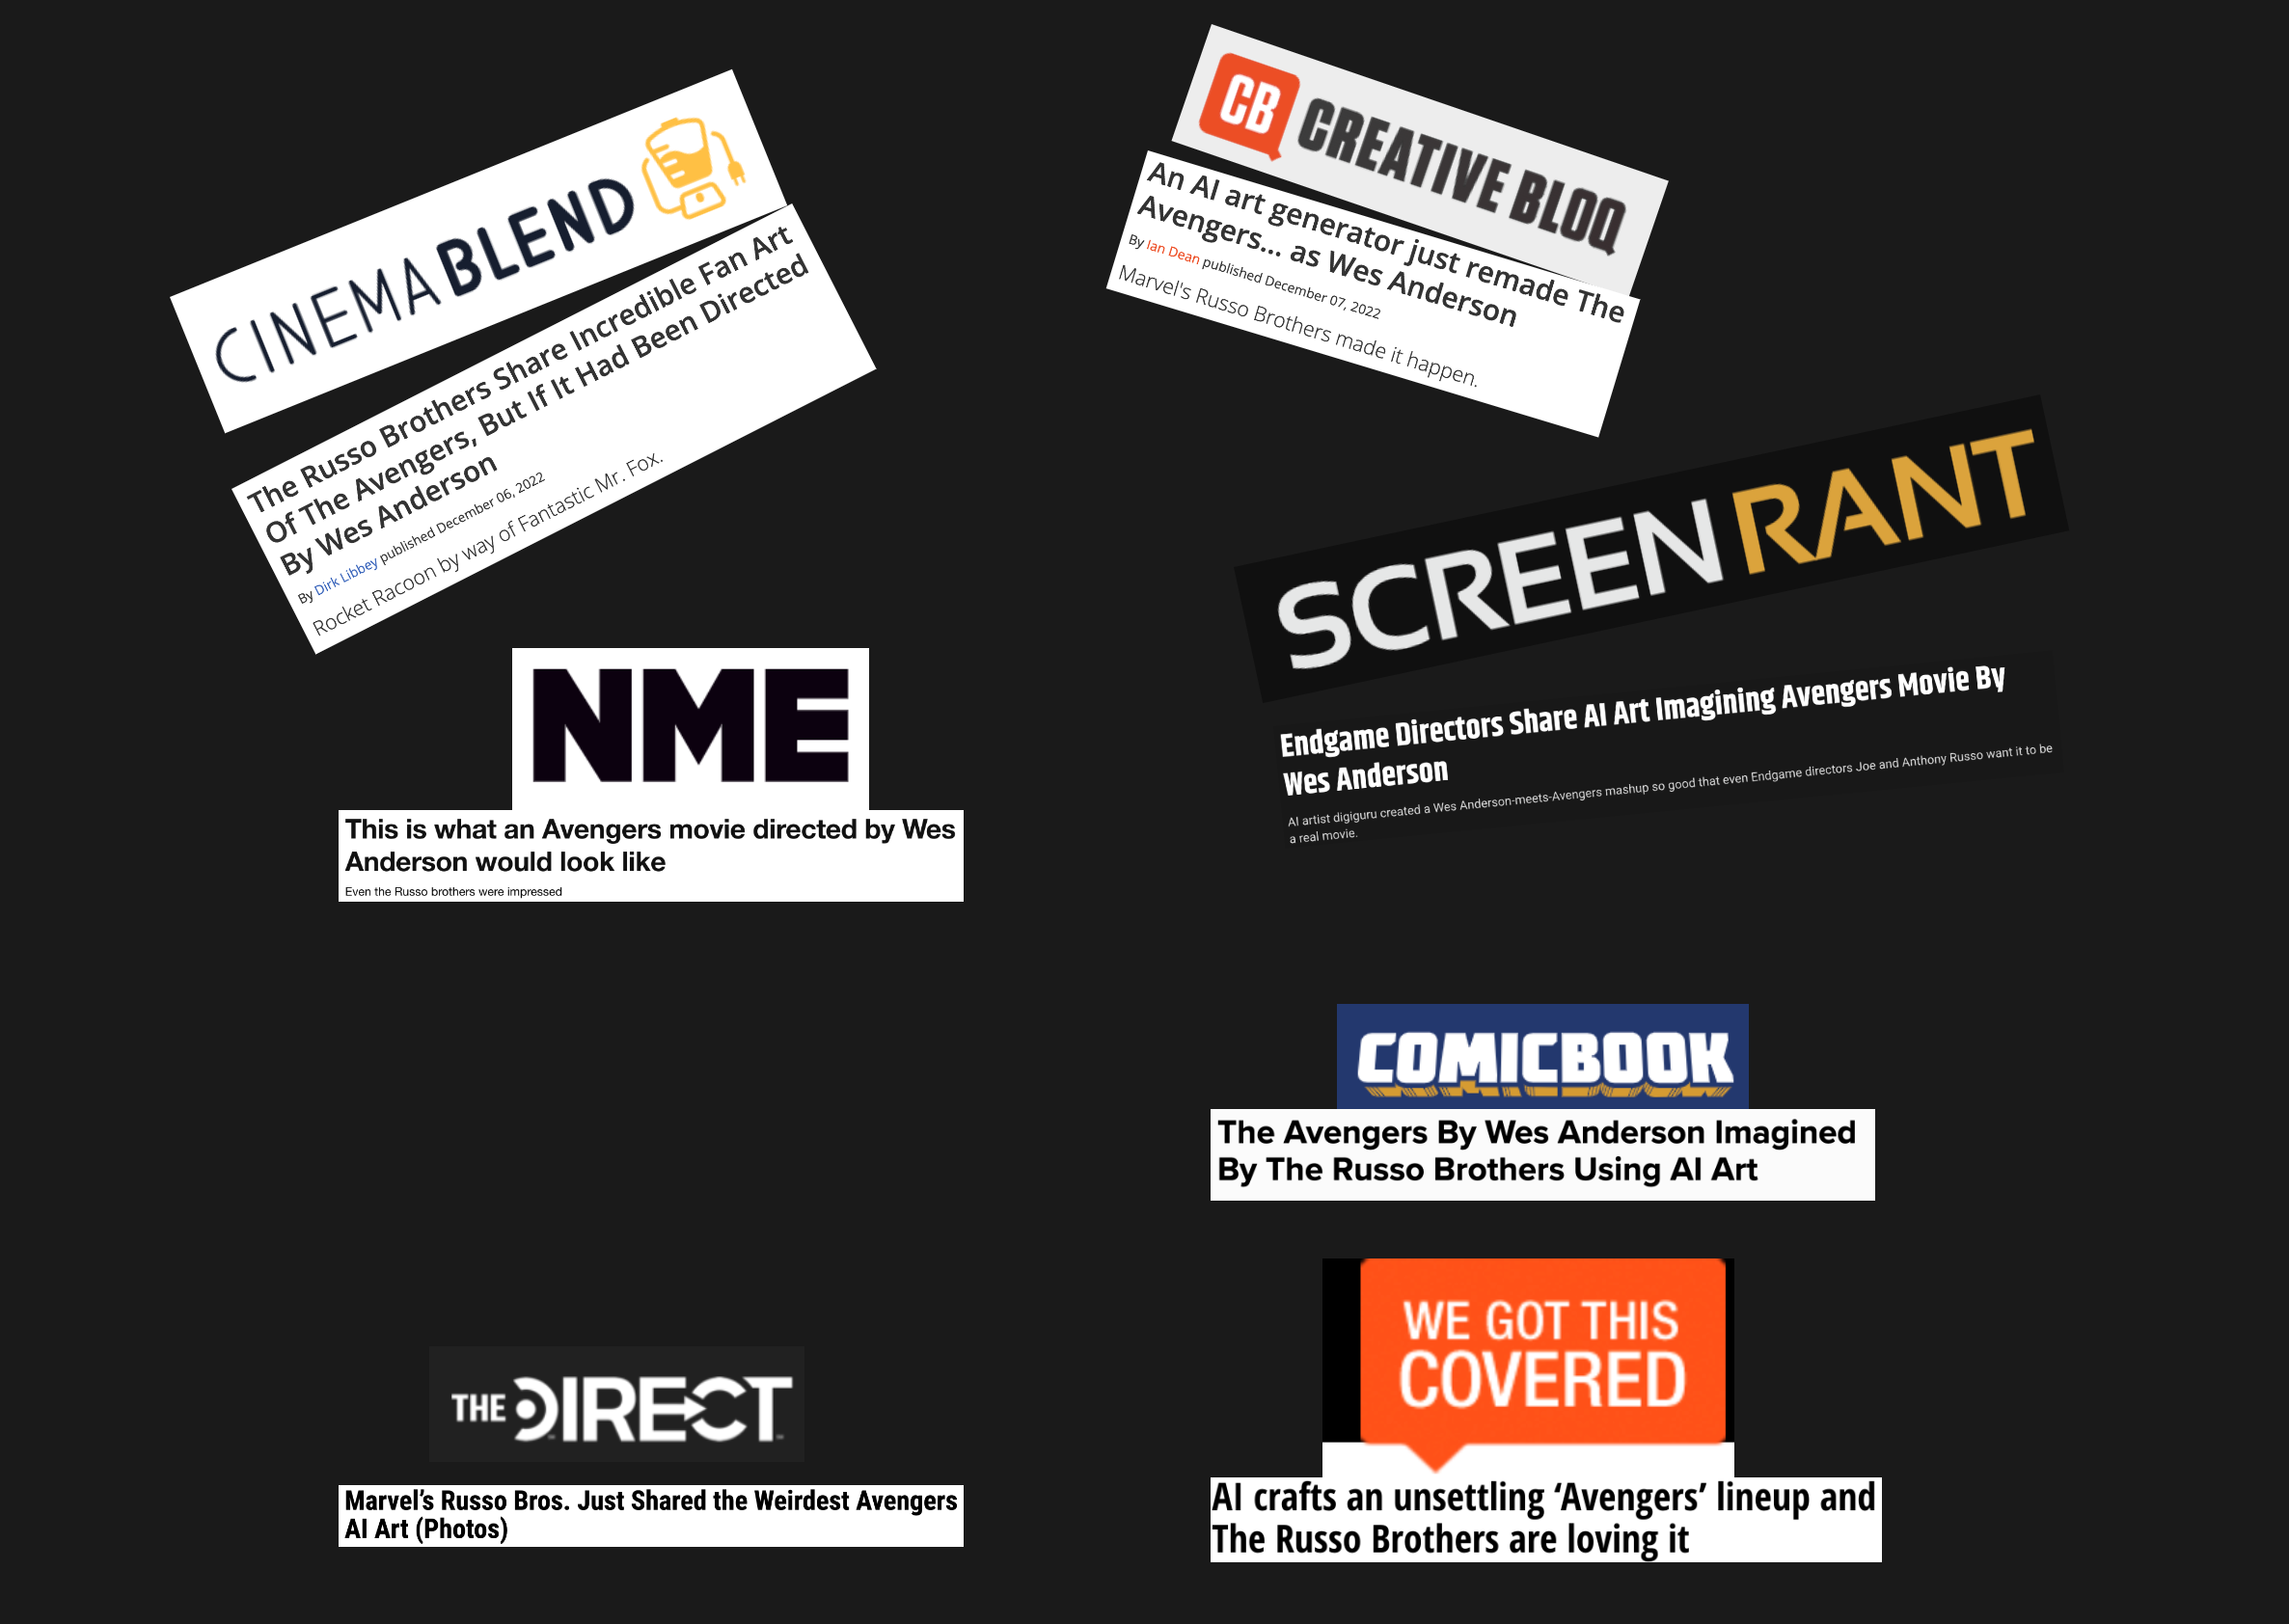 CINEMABLEND
The Russo Brothers Share Incredible Fan Art
Of The Avengers, But If It Had Been Directed
By Wes Anderson
By Dirk Libbey published December 06, 2022
Rocket Racoon by way of Fantastic Mr. Fox.
CB CREATIVE BLOQ
An AI art generator just remade The
Avengers... as Wes Anderson
By Ian Dean published December 07, 2022
Marvel's Russo Brothers made it happen.
SCREEN RANT
Endgame Directors Share AI Art Imagining Avengers Movie By
Wes Anderson
AI artist digiguru created a Wes Anderson-meets-Avengers mashup so good that even Endgame directors Joe and Anthony Russo want it to be
a real movie.
NME
This is what an Avengers movie directed by Wes
Anderson would look like
Even the Russo brothers were impressed
COMICBOOK
The Avengers By Wes Anderson Imagined
By The Russo Brothers Using AI Art
THE DIRECT
Marvel’s Russo Bros. Just Shared the Weirdest Avengers
AI Art (Photos)
WE GOT THIS
COVERED
AI crafts an unsettling ‘Avengers’ lineup and
The Russo Brothers are loving it